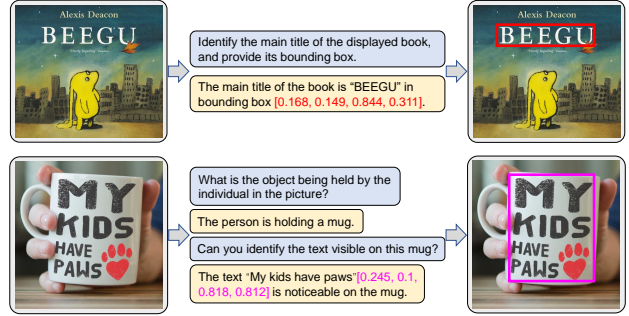 Alexis Deacon
BEEGU
Identify the main title of the displayed book,
and provide its bounding box.
The main title of the book is “BEEGU” in
bounding box [0.168, 0.149, 0.844, 0.311].
Alexis Deacon
BEEGU
MY
KIDS
HAVE
PAWS
What is the object being held by the
individual in the picture?
The person is holding a mug.
Can you identify the text visible on this mug?
The text “My kids have paws”[0.245, 0.1,
0.818, 0.812] is noticeable on the mug.
MY
KIDS
HAVE
PAWS